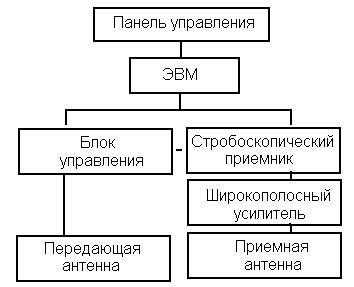 Панель управления
ЭВМ
Блок
управления
Стробоскопический
приемник
Широкополосный
усилитель
Передающая
антенна
Приемная
антенна